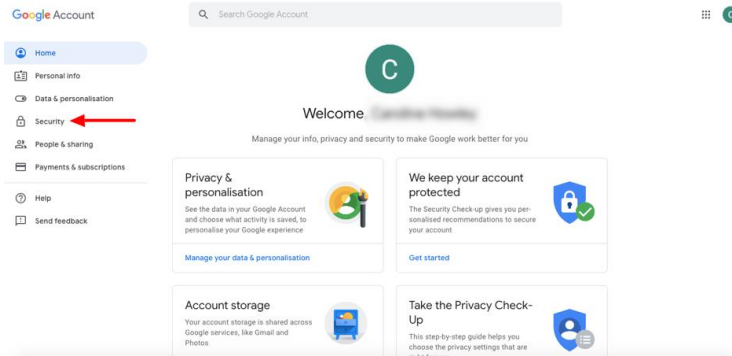 Google Account
Search Google Account
C
Home
Personal info
Data & personalisation
Security
People & sharing
Payments & subscriptions
Help
Send feedback
C
Welcome,
Manage your info, privacy and security to make Google work better for you
Privacy &
personalisation
See the data in your Google Account
and choose what activity is saved, to
personalise your Google experience
Manage your data & personalisation
We keep your account
protected
The Security Check-up gives you per-
sonalised recommendations to secure
your account
Get started
Account storage
Your account storage is shared across
Google services, like Gmail and
Photos
Take the Privacy Check-
Up
This step-by-step guide helps you
choose the privacy settings that are